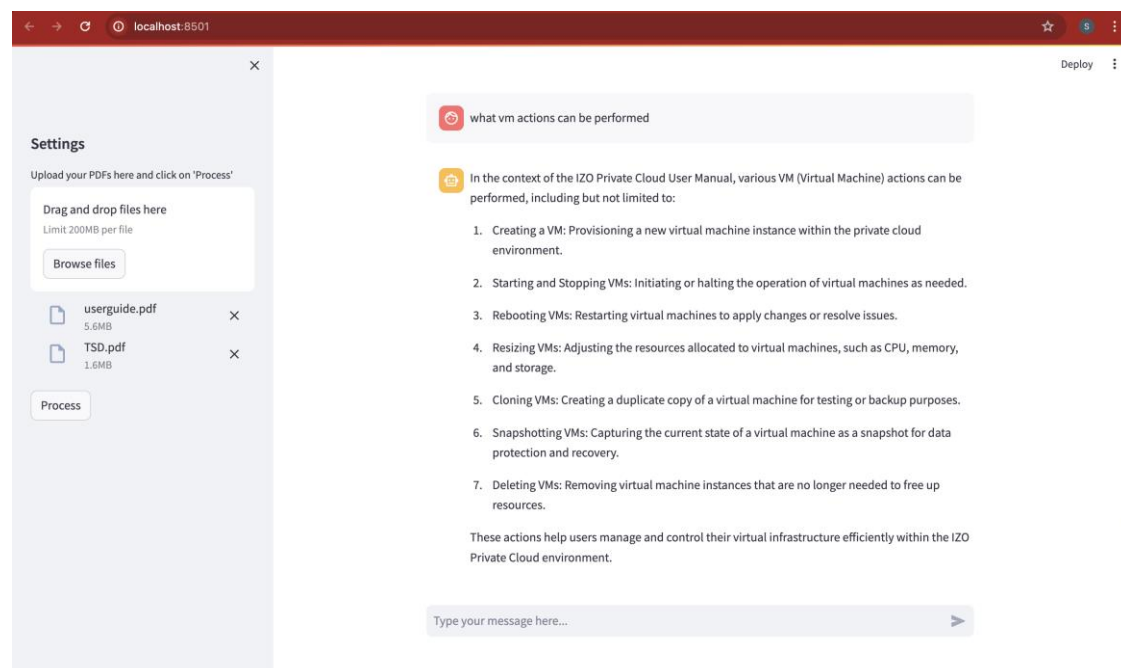 localhost:8501
S
Deploy
Settings
Upload your PDFs here and click on 'Process'
Drag and drop files here
Limit 200MB per file
Browse files
userguide.pdf
5.6MB
TSD.pdf
1.6MB
Process
what vm actions can be performed
In the context of the IZO Private Cloud User Manual, various VM (Virtual Machine) actions can be
performed, including but not limited to:
1. Creating a VM: Provisioning a new virtual machine instance within the private cloud
environment.
2. Starting and Stopping VMs: Initiating or halting the operation of virtual machines as needed.
3. Rebooting VMs: Restarting virtual machines to apply changes or resolve issues.
4. Resizing VMs: Adjusting the resources allocated to virtual machines, such as CPU, memory,
and storage.
5. Cloning VMs: Creating a duplicate copy of a virtual machine for testing or backup purposes.
6. Snapshotting VMs: Capturing the current state of a virtual machine as a snapshot for data
protection and recovery.
7. Deleting VMs: Removing virtual machine instances that are no longer needed to free up
resources.
These actions help users manage and control their virtual infrastructure efficiently within the IZO
Private Cloud environment.
Type your message here...